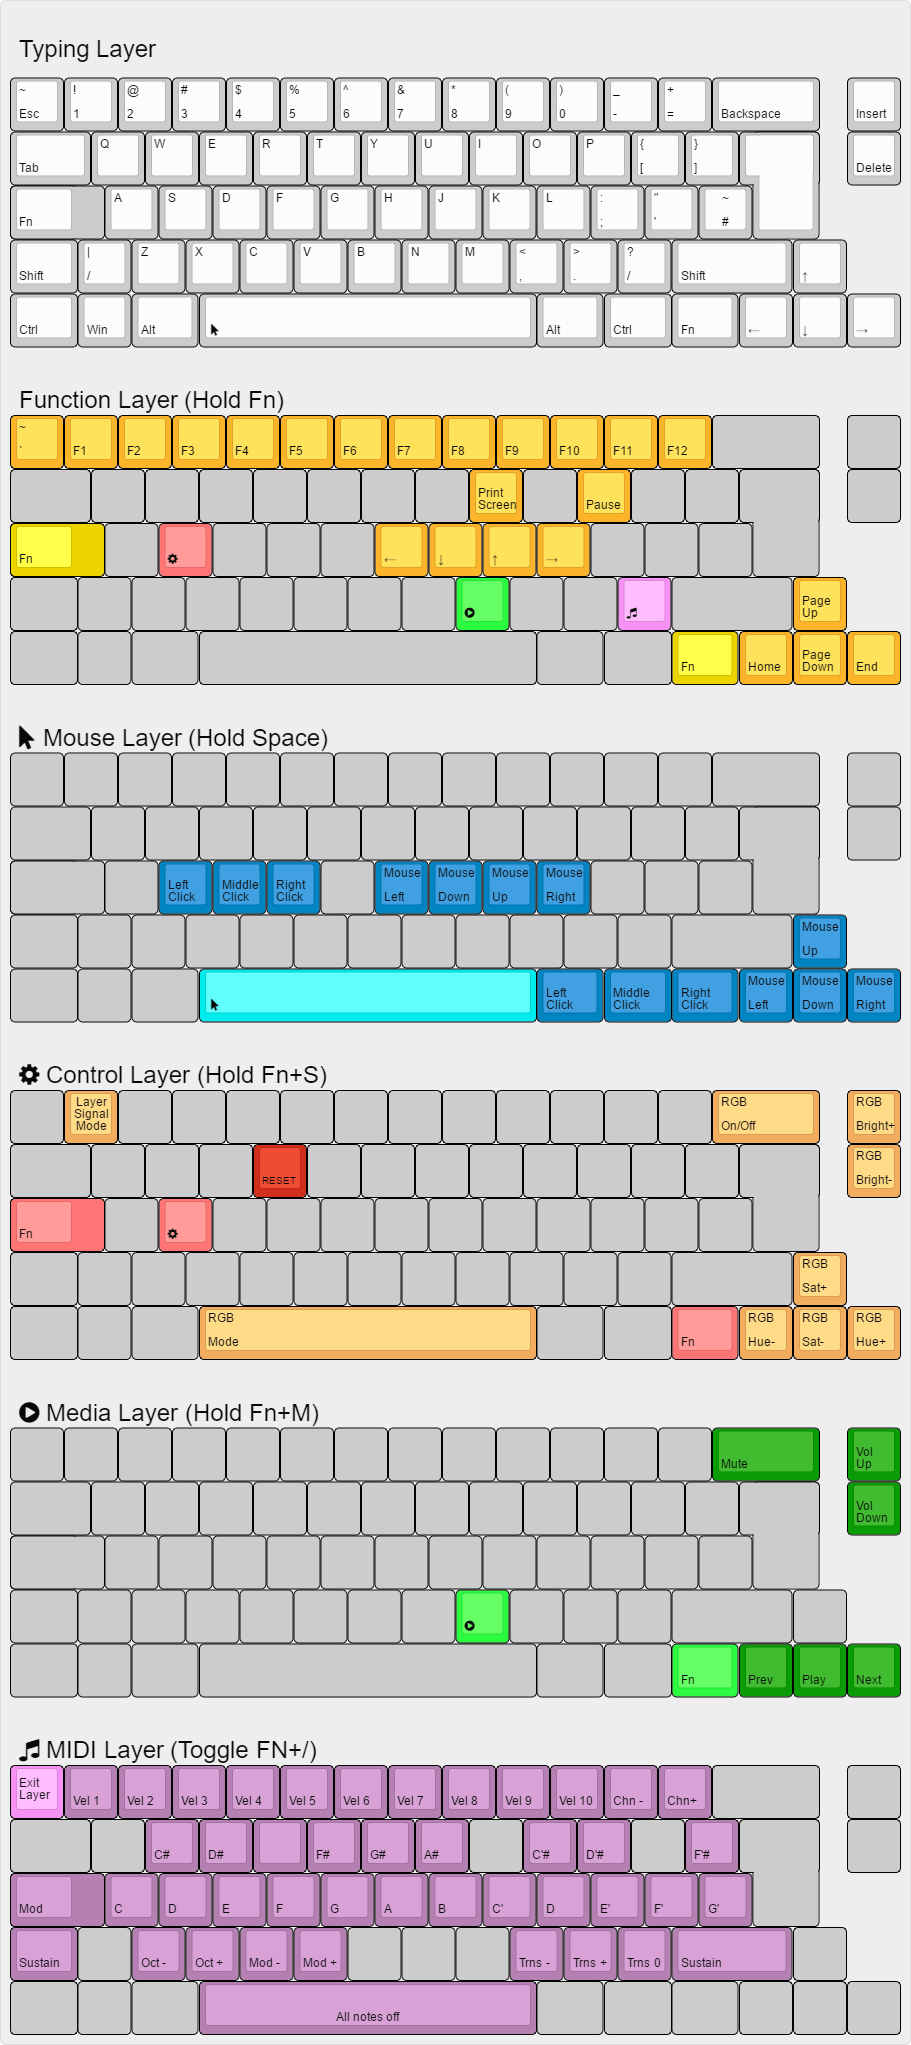 Typing Layer
~ ! @ # $ % ^ & * ( ) _ +
Esc 1 2 3 4 5 6 7 8 9 0 - = Backspace Insert
Q W E R T Y U I O P { }
Tab [ ] Delete
A S D F G H J K L : " ~
Fn ; ' #
| Z X C V B N M < > ?
Shift / , . / Shift ↑
Ctrl Win Alt Alt Ctrl Fn ← ↓ →
Function Layer (Hold Fn)
~
` F1 F2 F3 F4 F5 F6 F7 F8 F9 F10 F11 F12
Print
Screen Pause
Fn ← ↓ ↑ →
Page
Up
Page
Fn Home Down End
Mouse Layer (Hold Space)
Mouse Mouse Mouse Mouse
Left Middle Right
Click Click Click Left Down Up Right
Mouse
Up
Mouse Mouse Mouse
Left Middle Right
Click Click Click Left Down Right
Control Layer (Hold Fn+S)
Layer RGB RGB
Signal
Mode On/Off Bright+
RGB
RESET Bright-
Fn
RGB
Sat+
RGB RGB RGB RGB
Mode Fn Hue- Sat- Hue+
Media Layer (Hold Fn+M)
Vol
Mute Up
Vol
Down
Fn Prev Play Next
MIDI Layer (Toggle FN+/)
Exit
Layer Vel 1 Vel 2 Vel 3 Vel 4 Vel 5 Vel 6 Vel 7 Vel 8 Vel 9 Vel 10 Chn - Chn+
C# D# F# G# A# C'# D'# F'#
Mod C D E F G A B C' D E' F' G'
Sustain Oct - Oct + Mod - Mod + Trns - Trns + Trns 0 Sustain
All notes off